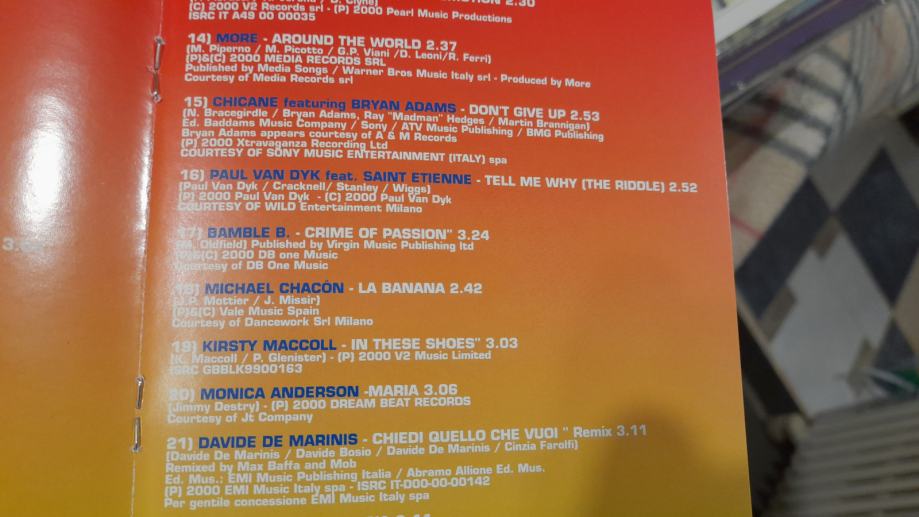 (C) 2000 V2 Records srl - (P) 2000 Pearl Music Productions
ISRC IT A49 00 00035
14) MORE - AROUND THE WORLD 2.37
(M. Piperno / M. Picotto / G.P. Viani /D. Leoni/R. Ferri)
(P)&(C) 2000 MEDIA RECORDS SRL
Published by Media Songs / Warner Bros Music Italy srl - Produced by More
Courtesy of Media Records srl
15) CHICANE featuring BRYAN ADAMS - DON'T GIVE UP 2.53
(N. Bracegirdle / Bryan Adams, Ray "Madman" Hedges / Martin Brannigan)
Ed. Baddams Music Company / Sony / ATV Music Publishing / BMG Publishing
Bryan Adams appears courtesy of A & M Records
(P) 2000 Xtravaganza Recording Ltd
COURTESY OF SONY MUSIC ENTERTAINMENT (ITALY) spa
16) PAUL VAN DYK feat. SAINT ETIENNE - TELL ME WHY (THE RIDDLE) 2.52
(Paul Van Dyk / Cracknell/ Stanley / Wiggs)
(P) 2000 Paul Van Dyk - (C) 2000 Paul Van Dyk
COURTESY OF WILD Entertainment Milano
17) BAMBLE B. - CRIME OF PASSION" 3.24
(M. Oldfield) Published by Virgin Music Publishing ltd
(P)&(C) 2000 DB one Music
Courtesy of DB One Music
18) MICHAEL CHACÓN - LA BANANA 2.42
(J.P. Mottier / J. Missir)
(P)&(C) Vale Music Spain
Courtesy of Dancework Srl Milano
19) KIRSTY MACCOLL - IN THESE SHOES" 3.03
(K. Maccoll / P. Glenister) - (P) 2000 V2 Music Limited
ISRC GBBLK9900163
20) MONICA ANDERSON -MARIA 3.06
(Jimmy Destry) - (P) 2000 DREAM BEAT RECORDS
Courtesy of Jt Company
21) DAVIDE DE MARINIS - CHIEDI QUELLO CHE VUOI " Remix 3.11
(Davide De Marinis / Davide Bosio / Davide De Marinis / Cinzia Farolfi)
Remixed by Max Baffa and Mob
Ed. Mus.: EMI Music Publishing Italia / Abramo Allione Ed. Mus.
(P) 2000 EMI Music Italy spa - ISRC IT-D00-00-00142
Per gentile concessione EMI Music Italy spa